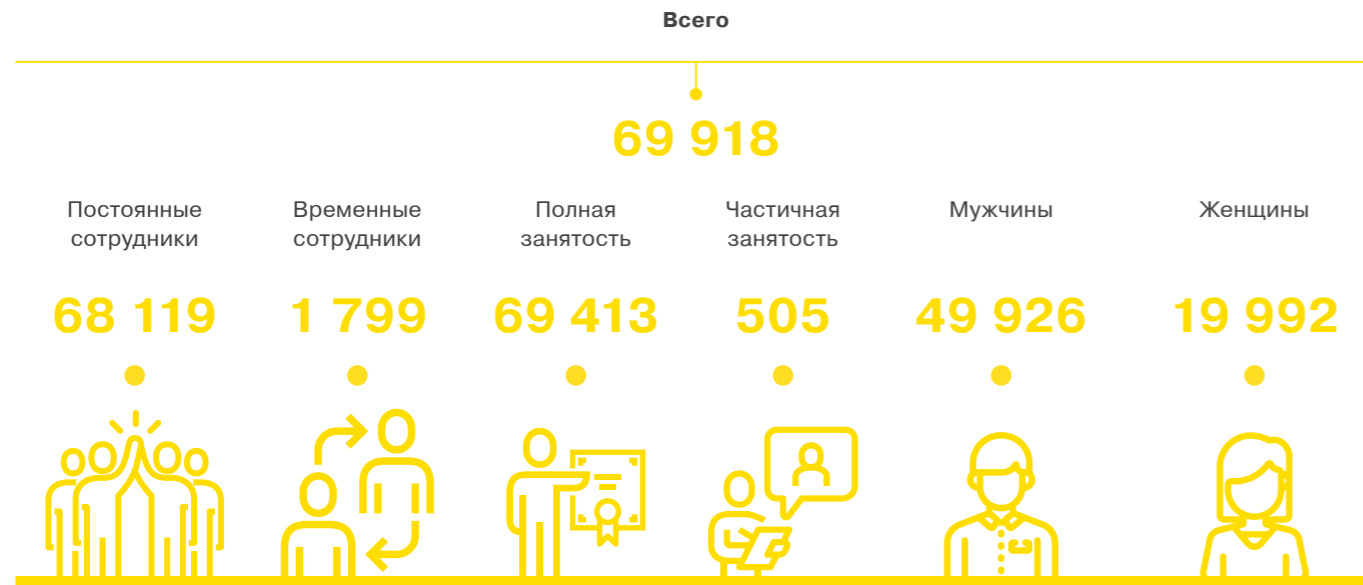 Всего
69 918
Постоянные
сотрудники
Временные
сотрудники
Полная
занятость
Частичная
занятость
Мужчины
Женщины
68 119
1 799
69 413
505
49 926
19 992